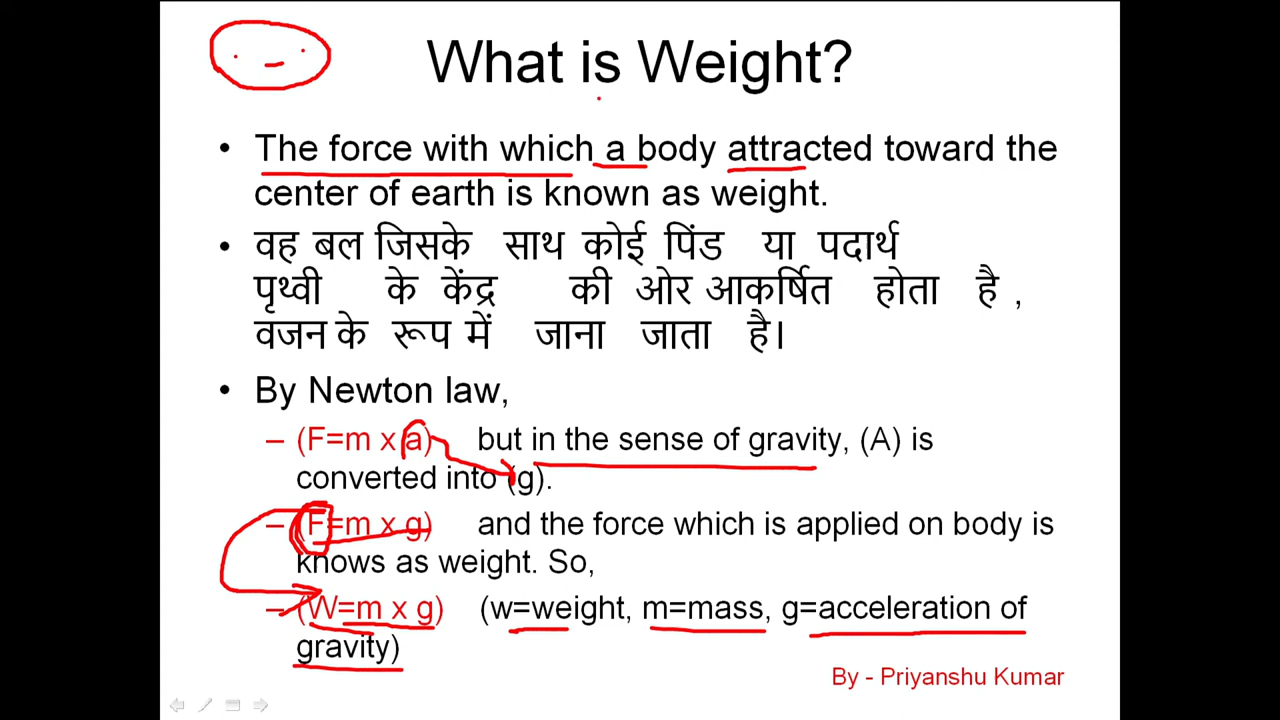 What is Weight?
• The force with which a body attracted toward the
center of earth is known as weight.
• वह बल जिसके साथ कोई पिंड या पदार्थ
पृथ्वी के केंद्र की ओर आकर्षित होता है ,
वजन के रूप में जाना जाता है।
• By Newton law,
– (F=m x a) but in the sense of gravity, (A) is
converted into (g).
– (F=m x g) and the force which is applied on body is
knows as weight. So,
– (W=m x g) (w=weight, m=mass, g=acceleration of
gravity)
By - Priyanshu Kumar